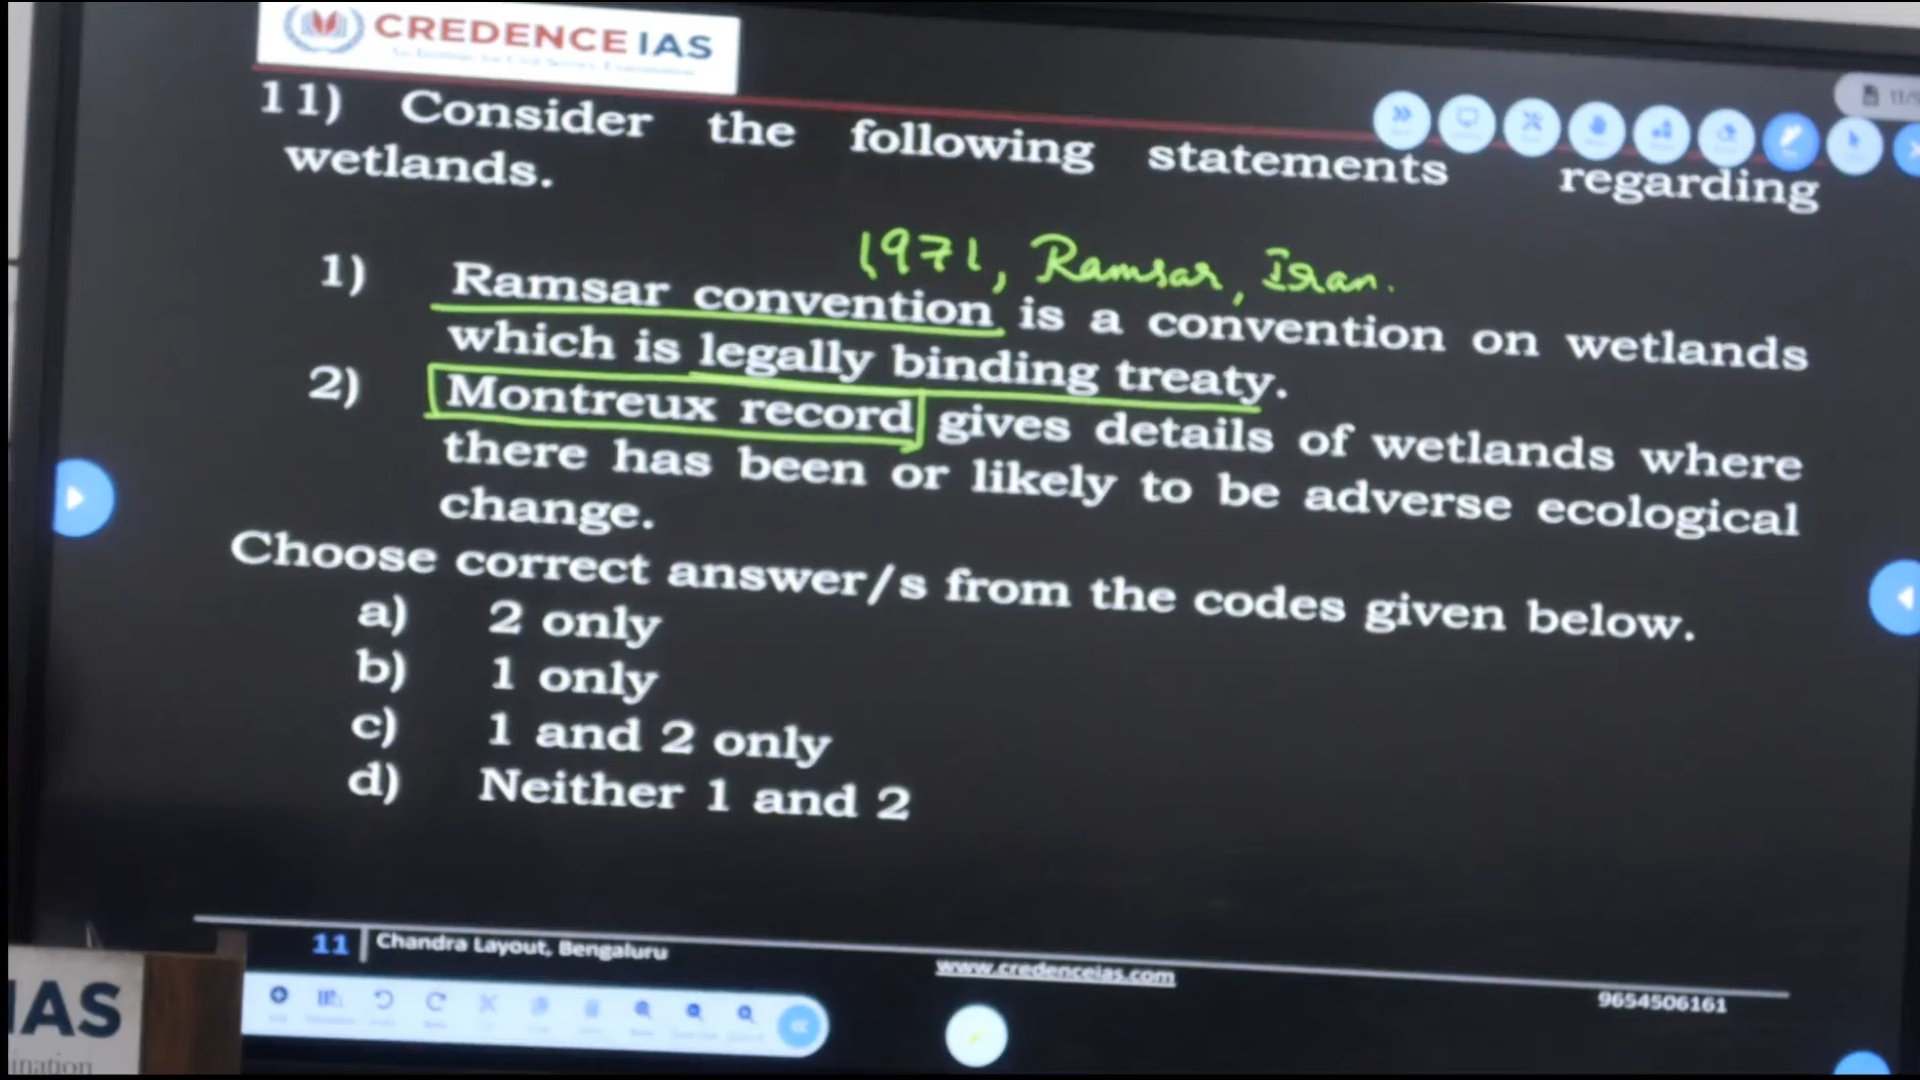 CREDENCE IAS
11) Consider the following statements regarding
wetlands.
1971, Ramsar, Iran.
1) Ramsar convention is a convention on wetlands
which is legally binding treaty.
2) Montreux record gives details of wetlands where
there has been or likely to be adverse ecological
change.
Choose correct answer/s from the codes given below.
a) 2 only
b) 1 only
c) 1 and 2 only
d) Neither 1 and 2
11 | Chandra Layout, Bengaluru
www.credenceias.com
9654506161
IAS